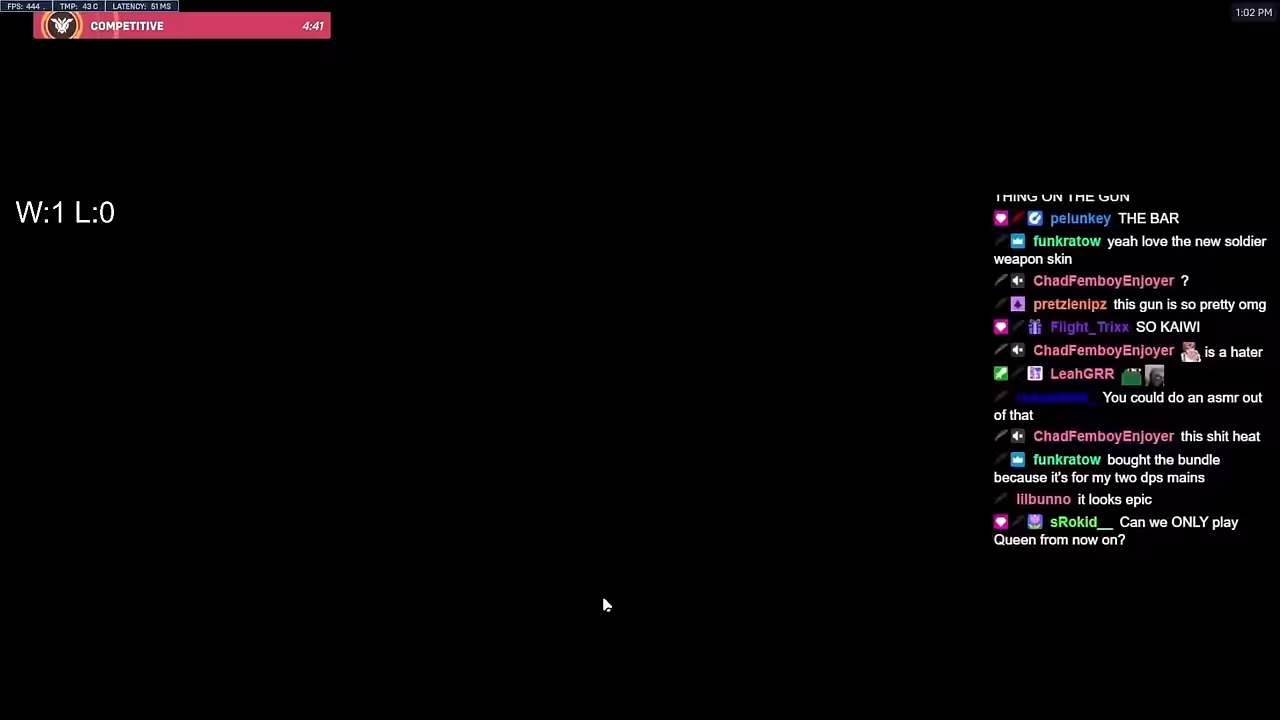 FPS: 444 . TMP: 43 C LATENCY: 51 MS
1:02 PM
COMPETITIVE 4:41
W:1 L:0
THING ON THE GUN
pelunkey THE BAR
funkratow yeah love the new soldier
weapon skin
ChadFemboyEnjoyer ?
pretzlenipz this gun is so pretty omg
Flight_Trixx SO KAIWI
ChadFemboyEnjoyer is a hater
LeahGRR
You could do an asmr out
of that
ChadFemboyEnjoyer this shit heat
funkratow bought the bundle
because it's for my two dps mains
lilbunno it looks epic
sRokid__ Can we ONLY play
Queen from now on?